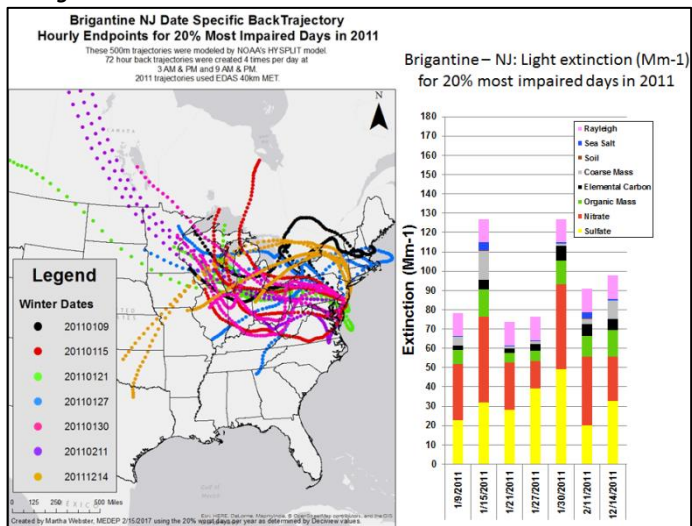 Brigantine NJ Date Specific BackTrajectory
Hourly Endpoints for 20% Most Impaired Days in 2011
These 500m trajectories were modeled by NOAA's HYSPLIT model.
72 hour back trajectories were created 4 times per day at
3 AM & PM and 9 AM & PM.
2011 trajectories used EDAS 40km MET.
N
CANADA
Legend
Winter Dates
20110109
20110115
20110121
20110127
20110130
20110211
20111214
0 125 250 500 Miles
Created by Martha Webster, MEDEP 2/15/2017 using the 20% worst days per year as determined by Deciview values.
Brigantine – NJ: Light extinction (Mm-1)
for 20% most impaired days in 2011
Extinction (Mm-1)
180
170
160
150
140
130
120
110
100
90
80
70
60
50
40
30
20
10
0
Rayleigh
Sea Salt
Soil
Coarse Mass
Elemental Carbon
Organic Mass
Nitrate
Sulfate
1/9/2011
1/15/2011
1/21/2011
1/27/2011
1/30/2011
2/11/2011
12/14/2011